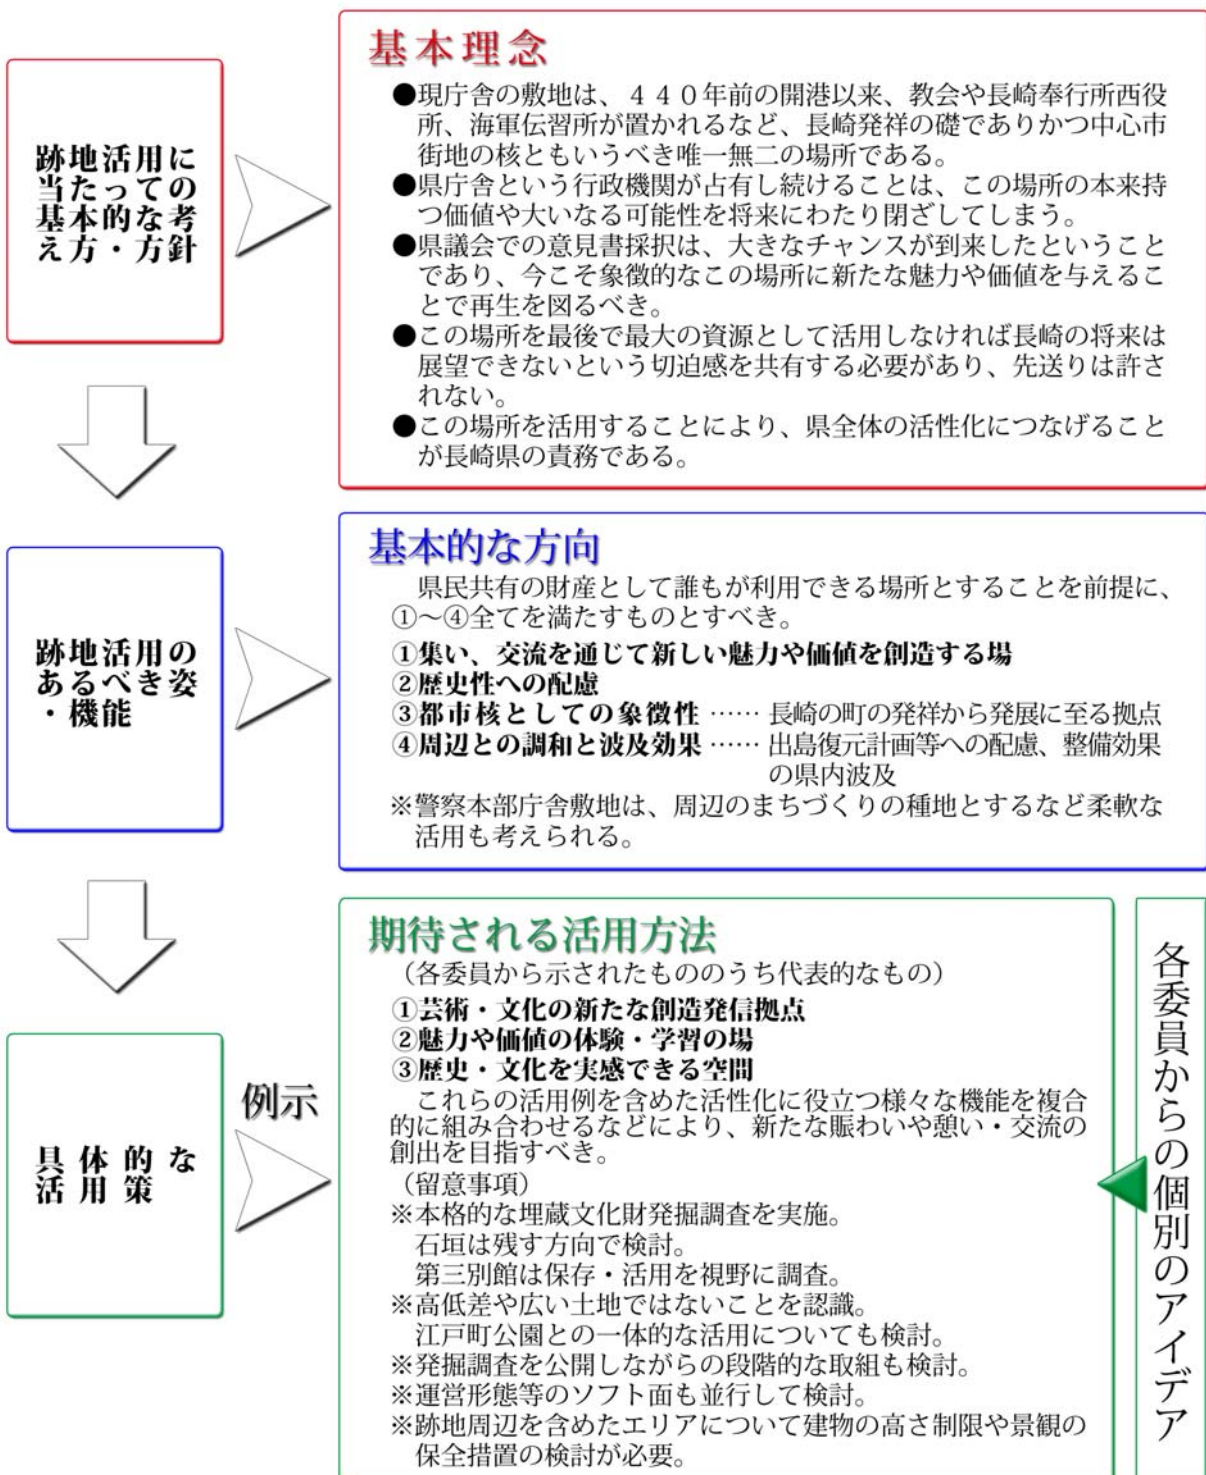 跡地活用に
当たっての
基本的な考
え方・方針
基本理念
●現庁舎の敷地は、４４０年前の開港以来、教会や長崎奉行所西役
所、海軍伝習所が置かれるなど、長崎発祥の礎でありかつ中心市
街地の核ともいうべき唯一無二の場所である。
●県庁舎という行政機関が占有し続けることは、この場所の本来持
つ価値や大いなる可能性を将来にわたり閉ざしてしまう。
●県議会での意見書採択は、大きなチャンスが到来したということ
であり、今こそ象徴的なこの場所に新たな魅力や価値を与えるこ
とで再生を図るべき。
●この場所を最後で最大の資源として活用しなければ長崎の将来は
展望できないという切迫感を共有する必要があり、先送りは許さ
れない。
●この場所を活用することにより、県全体の活性化につなげること
が長崎県の責務である。
跡地活用の
あるべき姿
・機能
基本的な方向
県民共有の財産として誰もが利用できる場所とすることを前提に、
①～④全てを満たすものとすべき。
①集い、交流を通じて新しい魅力や価値を創造する場
②歴史性への配慮
③都市核としての象徴性 …… 長崎の町の発祥から発展に至る拠点
④周辺との調和と波及効果 …… 出島復元計画等への配慮、整備効果
の県内波及
※警察本部庁舎敷地は、周辺のまちづくりの種地とするなど柔軟な
活用も考えられる。
具体的な
活用策
例示
期待される活用方法
（各委員から示されたもののうち代表的なもの）
①芸術・文化の新たな創造発信拠点
②魅力や価値の体験・学習の場
③歴史・文化を実感できる空間
これらの活用例を含めた活性化に役立つ様々な機能を複合
的に組み合わせるなどにより、新たな賑わいや憩い・交流の
創出を目指すべき。
（留意事項）
※本格的な埋蔵文化財発掘調査を実施。
石垣は残す方向で検討。
第三別館は保存・活用を視野に調査。
※高低差や広い土地ではないことを認識。
江戸町公園との一体的な活用についても検討。
※発掘調査を公開しながらの段階的な取組も検討。
※運営形態等のソフト面も並行して検討。
※跡地周辺を含めたエリアについて建物の高さ制限や景観の
保全措置の検討が必要。
各委員からの個別のアイデア